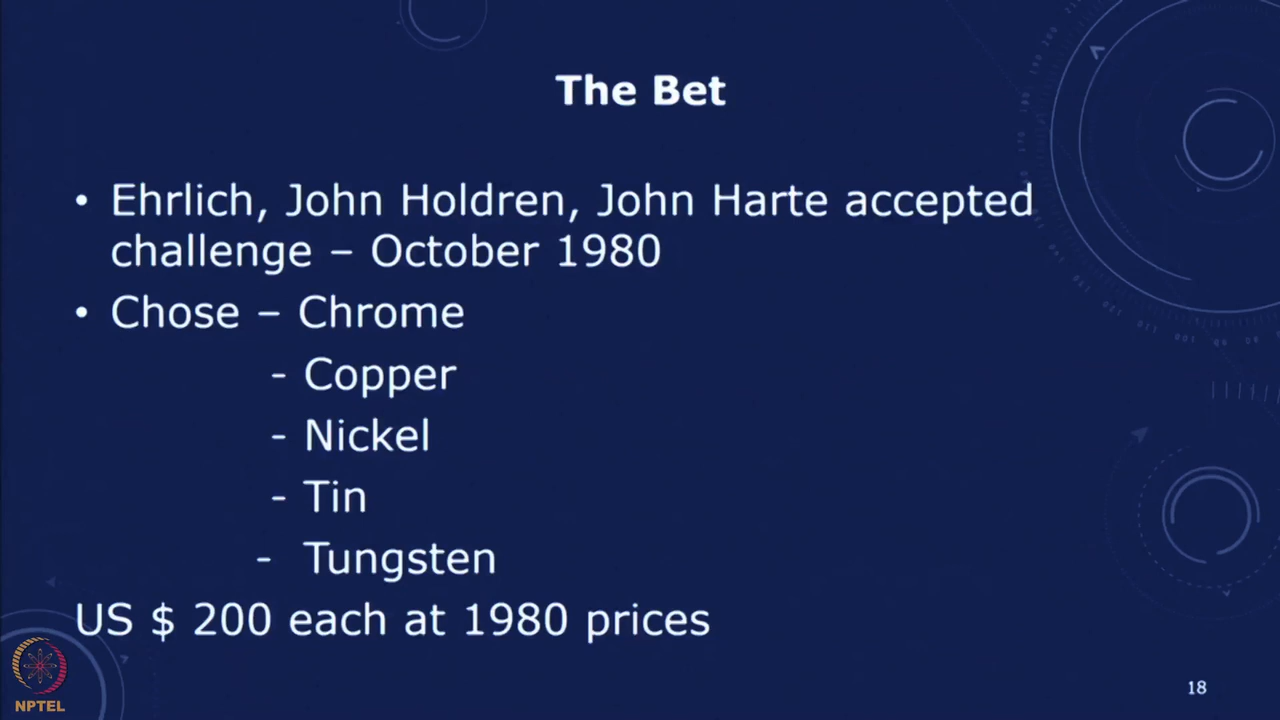 The Bet
• Ehrlich, John Holdren, John Harte accepted
challenge – October 1980
• Chose – Chrome
- Copper
- Nickel
- Tin
- Tungsten
US $ 200 each at 1980 prices
NPTEL
18